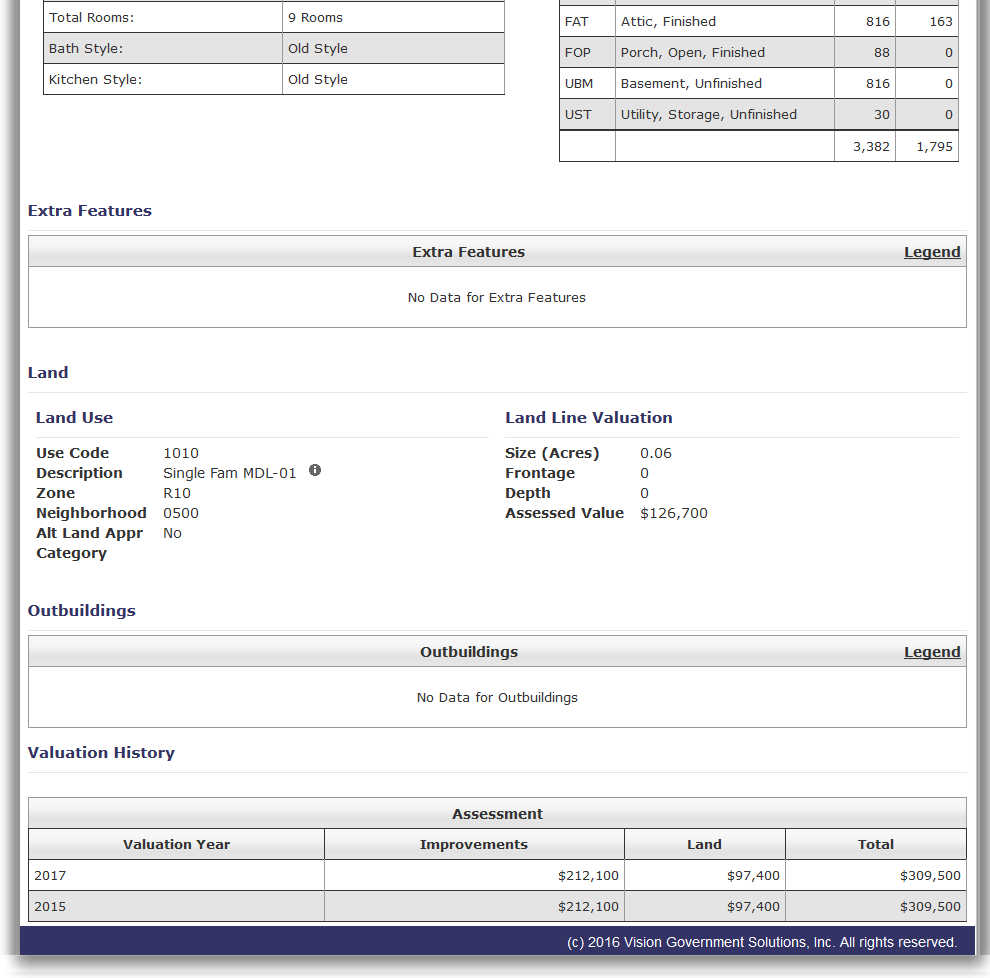 Total Rooms: 9 Rooms
Bath Style: Old Style
Kitchen Style: Old Style
FAT Attic, Finished 816 163
FOP Porch, Open, Finished 88 0
UBM Basement, Unfinished 816 0
UST Utility, Storage, Unfinished 30 0
3,382 1,795
Extra Features
Extra Features Legend
No Data for Extra Features
Land
Land Use
Use Code 1010
Description Single Fam MDL-01
Zone R10
Neighborhood 0500
Alt Land Appr No
Category
Land Line Valuation
Size (Acres) 0.06
Frontage 0
Depth 0
Assessed Value $126,700
Outbuildings
Outbuildings Legend
No Data for Outbuildings
Valuation History
Assessment
Valuation Year Improvements Land Total
2017 $212,100 $97,400 $309,500
2015 $212,100 $97,400 $309,500
(c) 2016 Vision Government Solutions, Inc. All rights reserved.